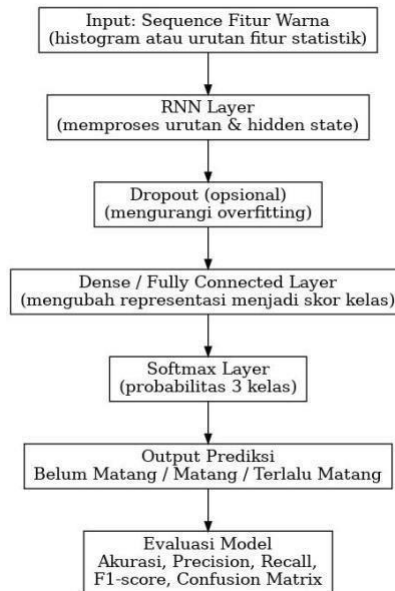 Input: Sequence Fitur Warna
(histogram atau urutan fitur statistik)
RNN Layer
(memproses urutan & hidden state)
Dropout (opsional)
(mengurangi overfitting)
Dense / Fully Connected Layer
(mengubah representasi menjadi skor kelas)
Softmax Layer
(probabilitas 3 kelas)
Output Prediksi
Belum Matang / Matang / Terlalu Matang
Evaluasi Model
Akurasi, Precision, Recall,
F1-score, Confusion Matrix